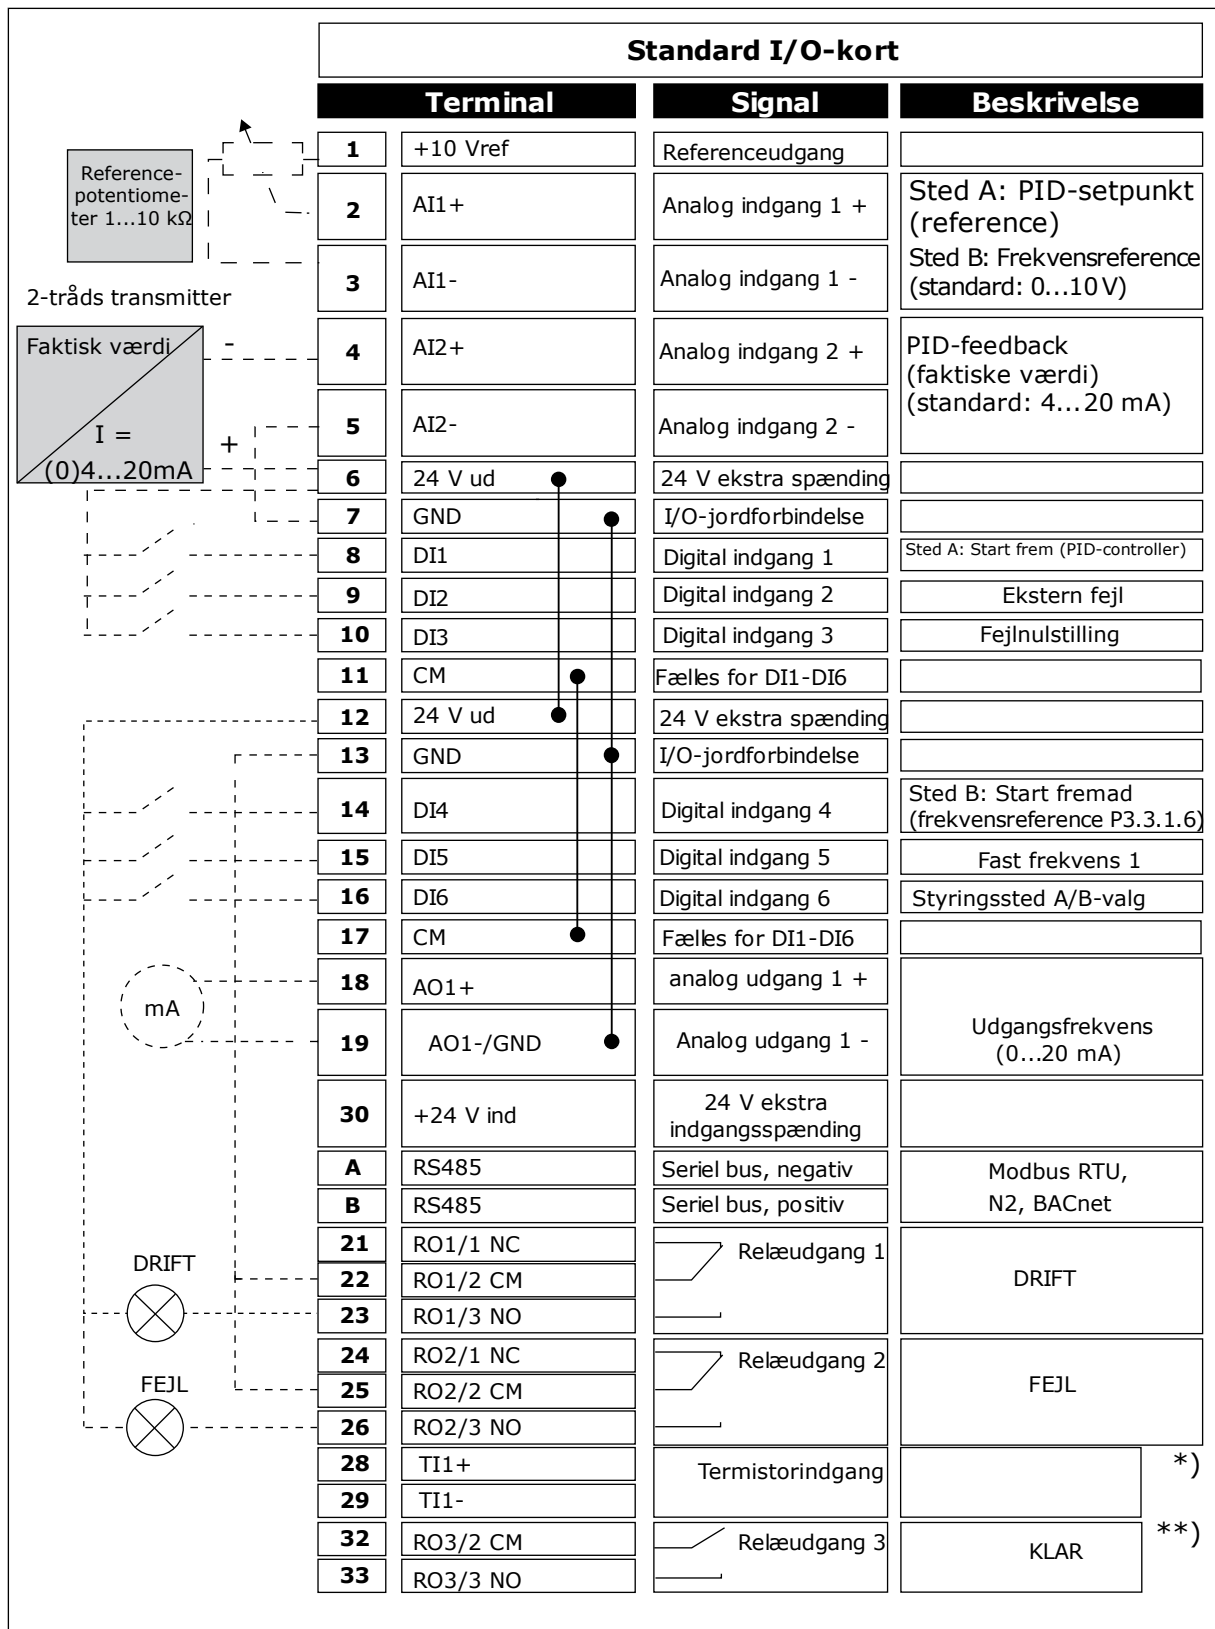 Standard I/O-kort
Terminal Signal Beskrivelse
1 +10 Vref Referenceudgang
Reference-
potentiome-
ter 1...10 kΩ
2 AI1+ Analog indgang 1 +
Sted A: PID-setpunkt
(reference)
Sted B: Frekvensreference
(standard: 0...10 V)
3 AI1- Analog indgang 1 -
2-tråds transmitter
Faktisk værdi
-
I =
(0)4...20mA
+
4 AI2+ Analog indgang 2 +
PID-feedback
(faktiske værdi)
(standard: 4...20 mA)
5 AI2- Analog indgang 2 -
6 24 V ud 24 V ekstra spænding
7 GND I/O-jordforbindelse
8 DI1 Digital indgang 1 Sted A: Start frem (PID-controller)
9 DI2 Digital indgang 2 Ekstern fejl
10 DI3 Digital indgang 3 Fejlnulstilling
11 CM Fælles for DI1-DI6
12 24 V ud 24 V ekstra spænding
13 GND I/O-jordforbindelse
14 DI4 Digital indgang 4
Sted B: Start fremad
(frekvensreference P3.3.1.6)
15 DI5 Digital indgang 5 Fast frekvens 1
16 DI6 Digital indgang 6 Styringssted A/B-valg
17 CM Fælles for DI1-DI6
18 AO1+ analog udgang 1 +
mA
19 AO1-/GND Analog udgang 1 -
Udgangsfrekvens
(0...20 mA)
30 +24 V ind
24 V ekstra
indgangsspænding
A RS485 Seriel bus, negativ
B RS485 Seriel bus, positiv
Modbus RTU,
N2, BACnet
21 RO1/1 NC Relæudgang 1
DRIFT
22 RO1/2 CM DRIFT
23 RO1/3 NO
24 RO2/1 NC Relæudgang 2
FEJL
25 RO2/2 CM FEJL
26 RO2/3 NO
28 TI1+ Termistorindgang *)
29 TI1-
32 RO3/2 CM Relæudgang 3 KLAR **)
33 RO3/3 NO